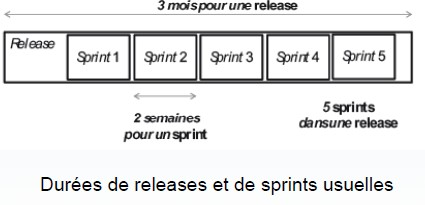 3 mois pour une release
Release
Sprint 1
Sprint 2
Sprint 3
Sprint 4
Sprint 5
2 semaines
pour un sprint
5 sprints
dansune release
Durées de releases et de sprints usuelles